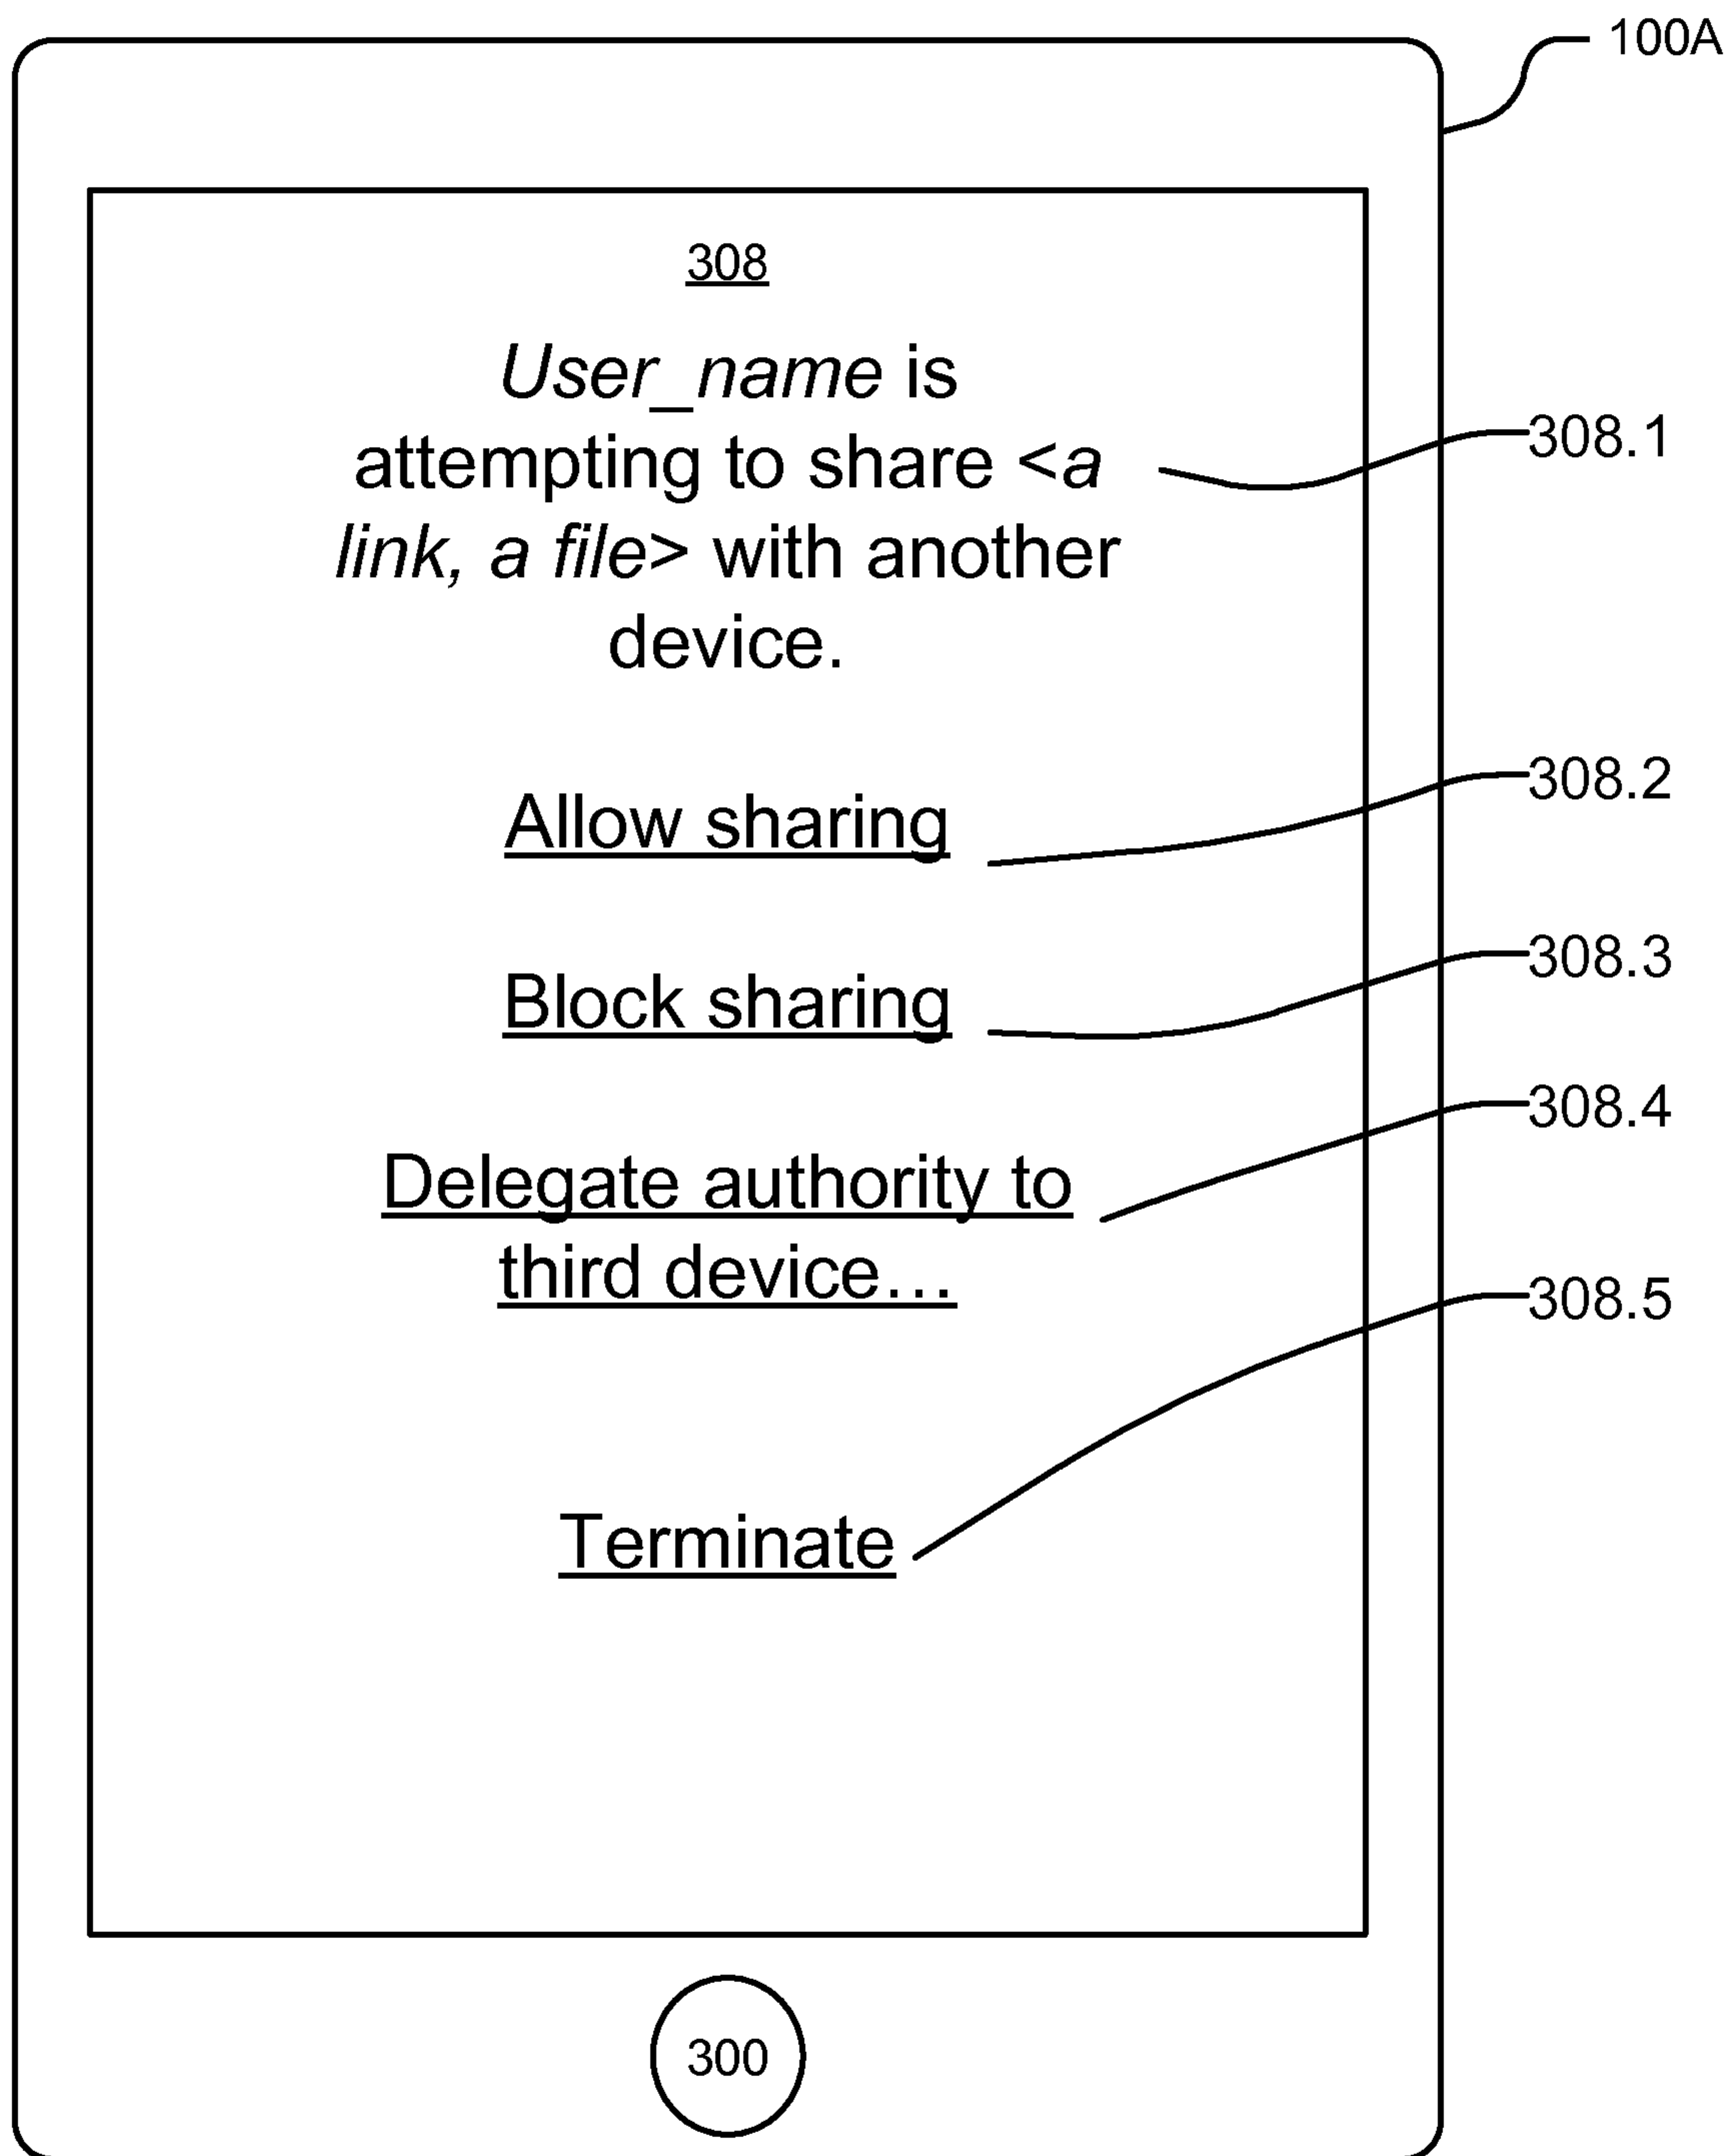 100A
308
User_name is
attempting to share <a
link, a file> with another
device.
308.1
Allow sharing
308.2
Block sharing
308.3
Delegate authority to
third device...
308.4
308.5
Terminate
300